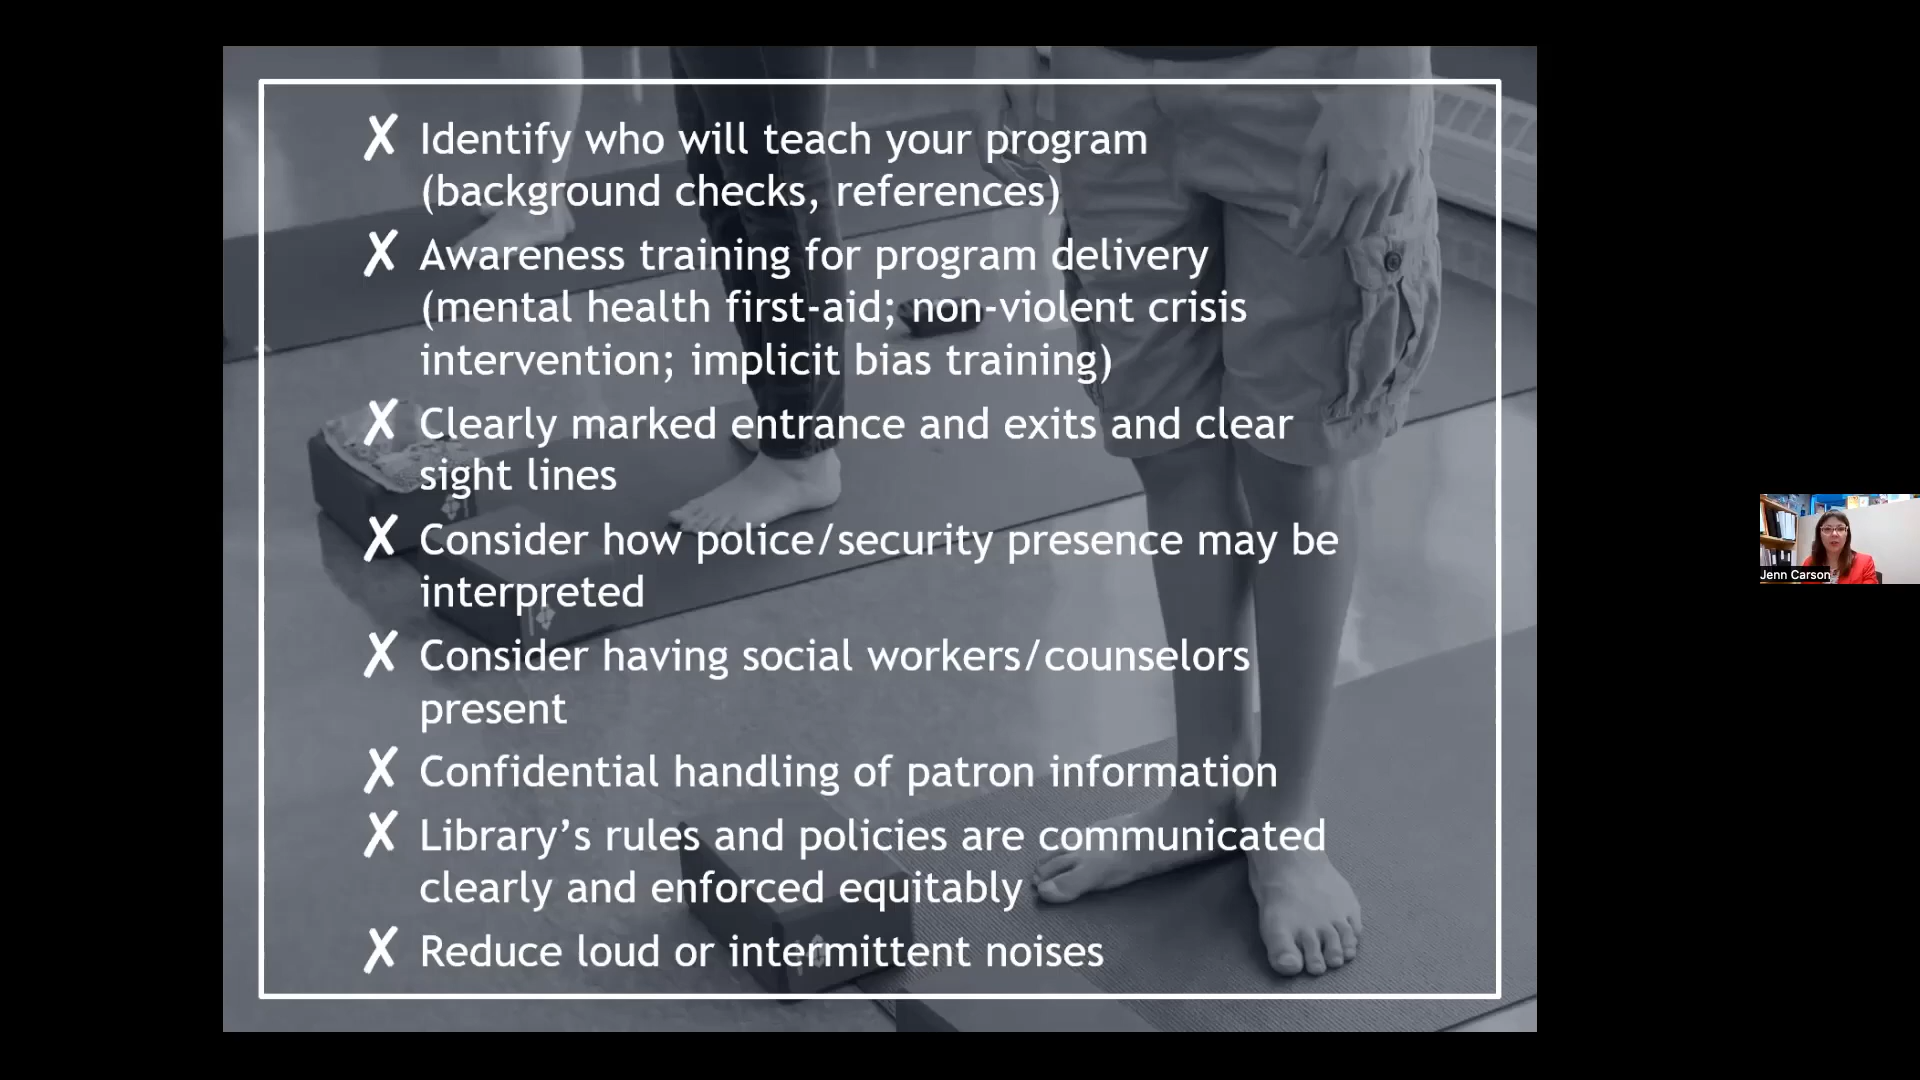 ✗ Identify who will teach your program
(background checks, references)
✗ Awareness training for program delivery
(mental health first-aid; non-violent crisis
intervention; implicit bias training)
✗ Clearly marked entrance and exits and clear
sight lines
✗ Consider how police/security presence may be
interpreted
✗ Consider having social workers/counselors
present
✗ Confidential handling of patron information
✗ Library’s rules and policies are communicated
clearly and enforced equitably
✗ Reduce loud or intermittent noises
Jenn Carson